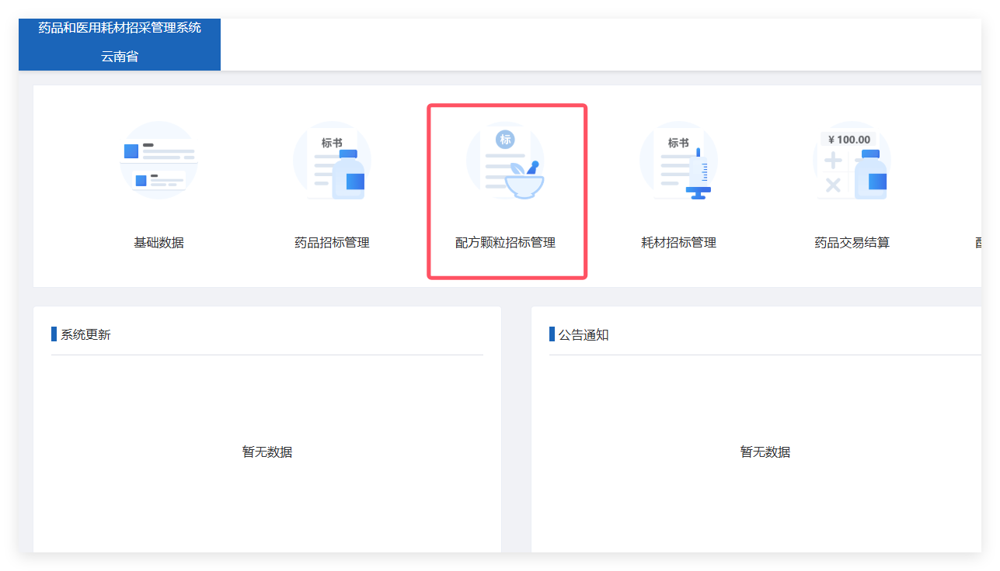 药品和医用耗材招采管理系统
云南省
标书
标
标书
¥ 100.00
基础数据
药品招标管理
配方颗粒招标管理
耗材招标管理
药品交易结算
系统更新
公告通知
暂无数据
暂无数据